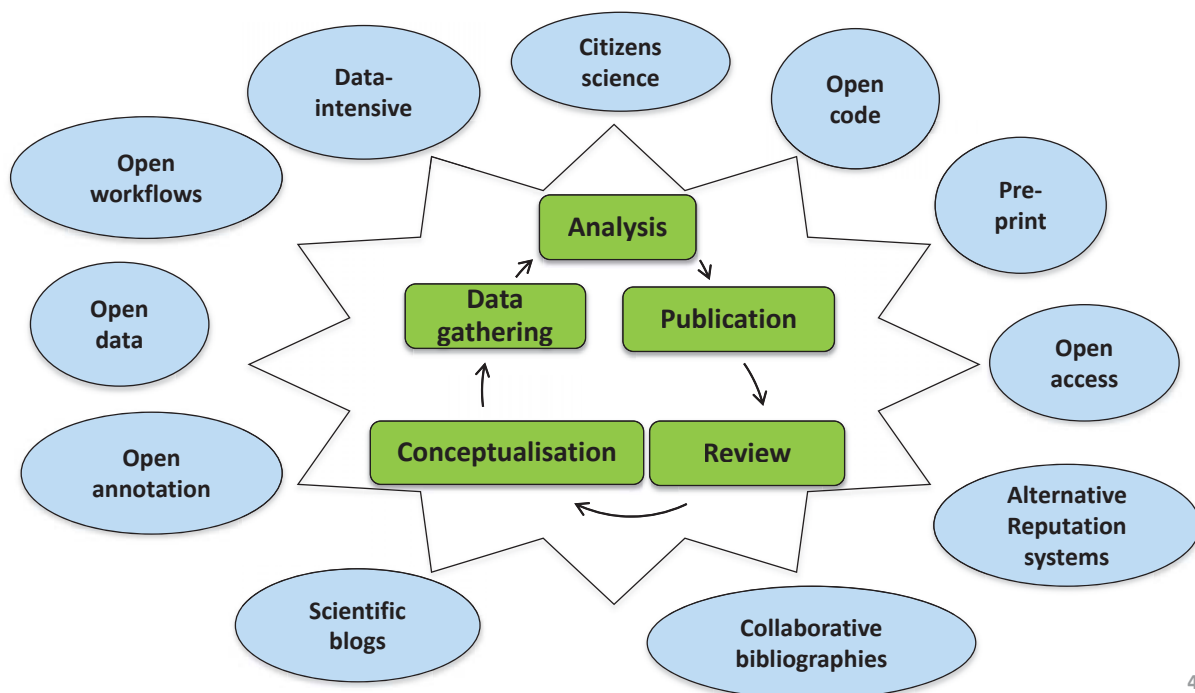 Citizens
science
Data-
intensive
Open
code
Open
workflows
Pre-
print
Analysis
Data
gathering
Publication
Open
data
Open
access
Conceptualisation
Review
Open
annotation
Alternative
Reputation
systems
Scientific
blogs
Collaborative
bibliographies
4